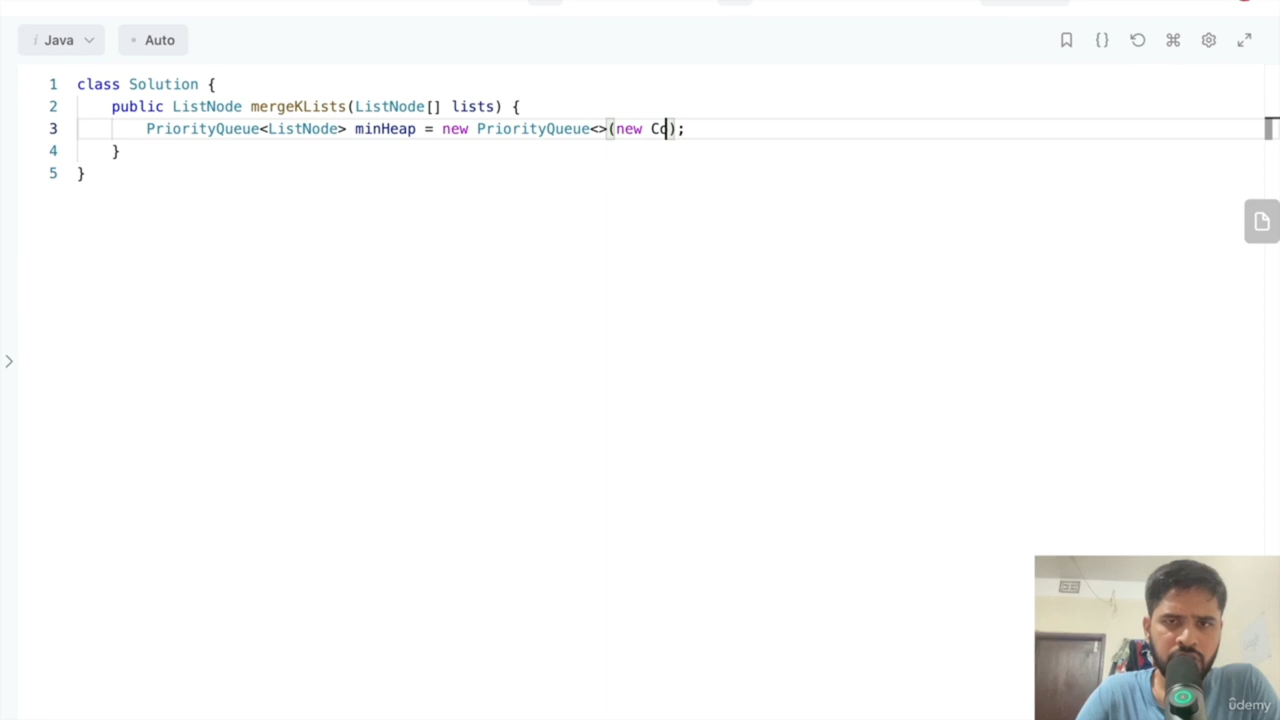 Java
Auto
1 class Solution {
2 public ListNode mergeKLists(ListNode[] lists) {
3 PriorityQueue<ListNode> minHeap = new PriorityQueue<>(new Co);
4 }
5 }
udemy